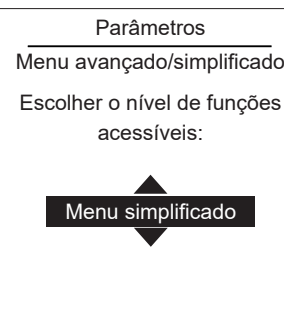 Parâmetros
Menu avançado/simplificado
Escolher o nível de funções
acessíveis:
Menu simplificado